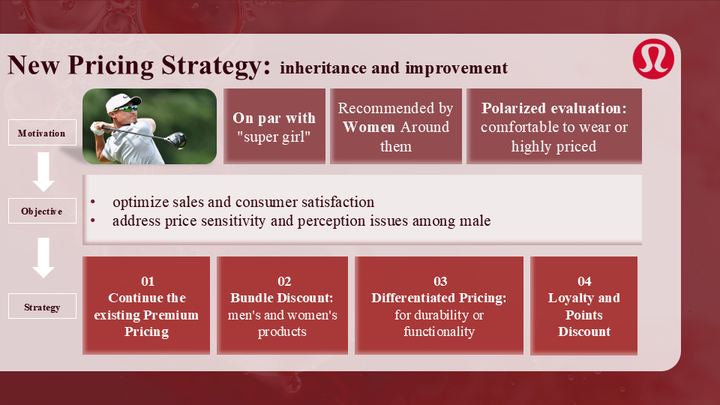 New Pricing Strategy: inheritance and improvement
Motivation
On par with
"super girl"
Recommended by
Women Around
them
Polarized evaluation:
comfortable to wear or
highly priced
Objective
• optimize sales and consumer satisfaction
• address price sensitivity and perception issues among male
Strategy
01
Continue the
existing Premium
Pricing
02
Bundle Discount:
men's and women's
products
03
Differentiated Pricing:
for durability or
functionality
04
Loyalty and
Points
Discount